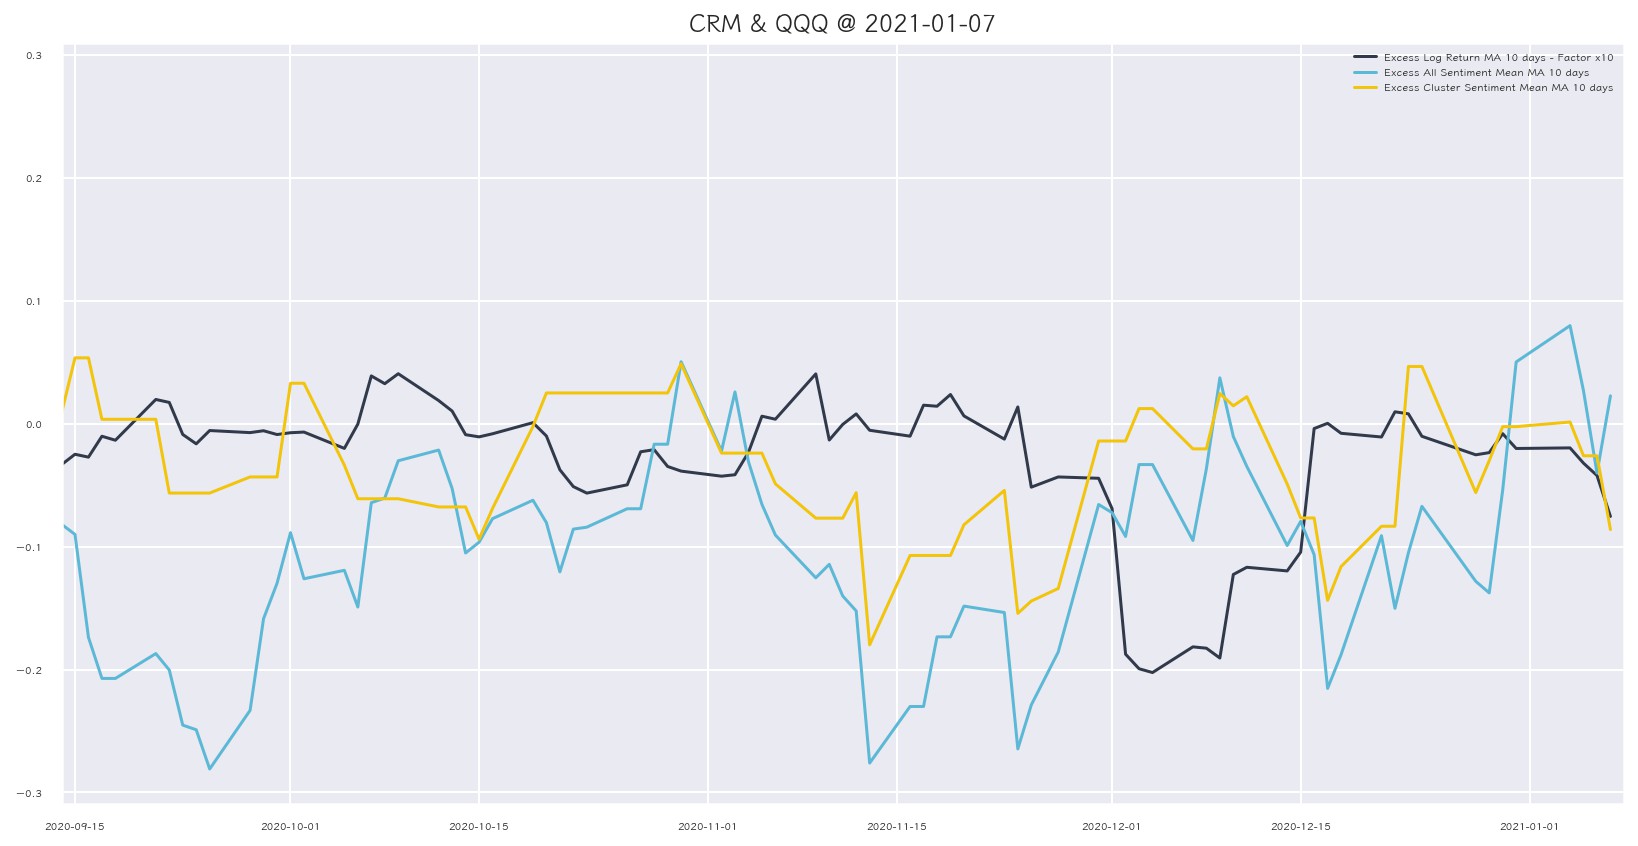 CRM & QQQ @ 2021-01-07
Excess Log Return MA 10 days - Factor x10
Excess All Sentiment Mean MA 10 days
Excess Cluster Sentiment Mean MA 10 days
0.3
0.2
0.1
0.0
−0.1
−0.2
−0.3
2020-09-15 2020-10-01 2020-10-15 2020-11-01 2020-11-15 2020-12-01 2020-12-15 2021-01-01